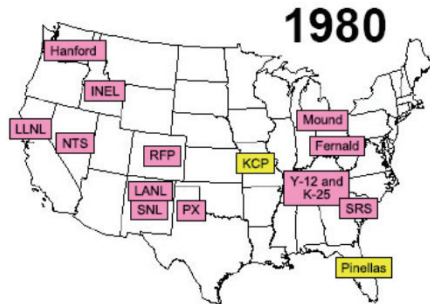 1980
Hanford
INEL
Mound
LLNL
NTS
Fernald
RFP
KCP
Y-12 and
K-25
LANL
SNL
PX
SRS
Pinellas